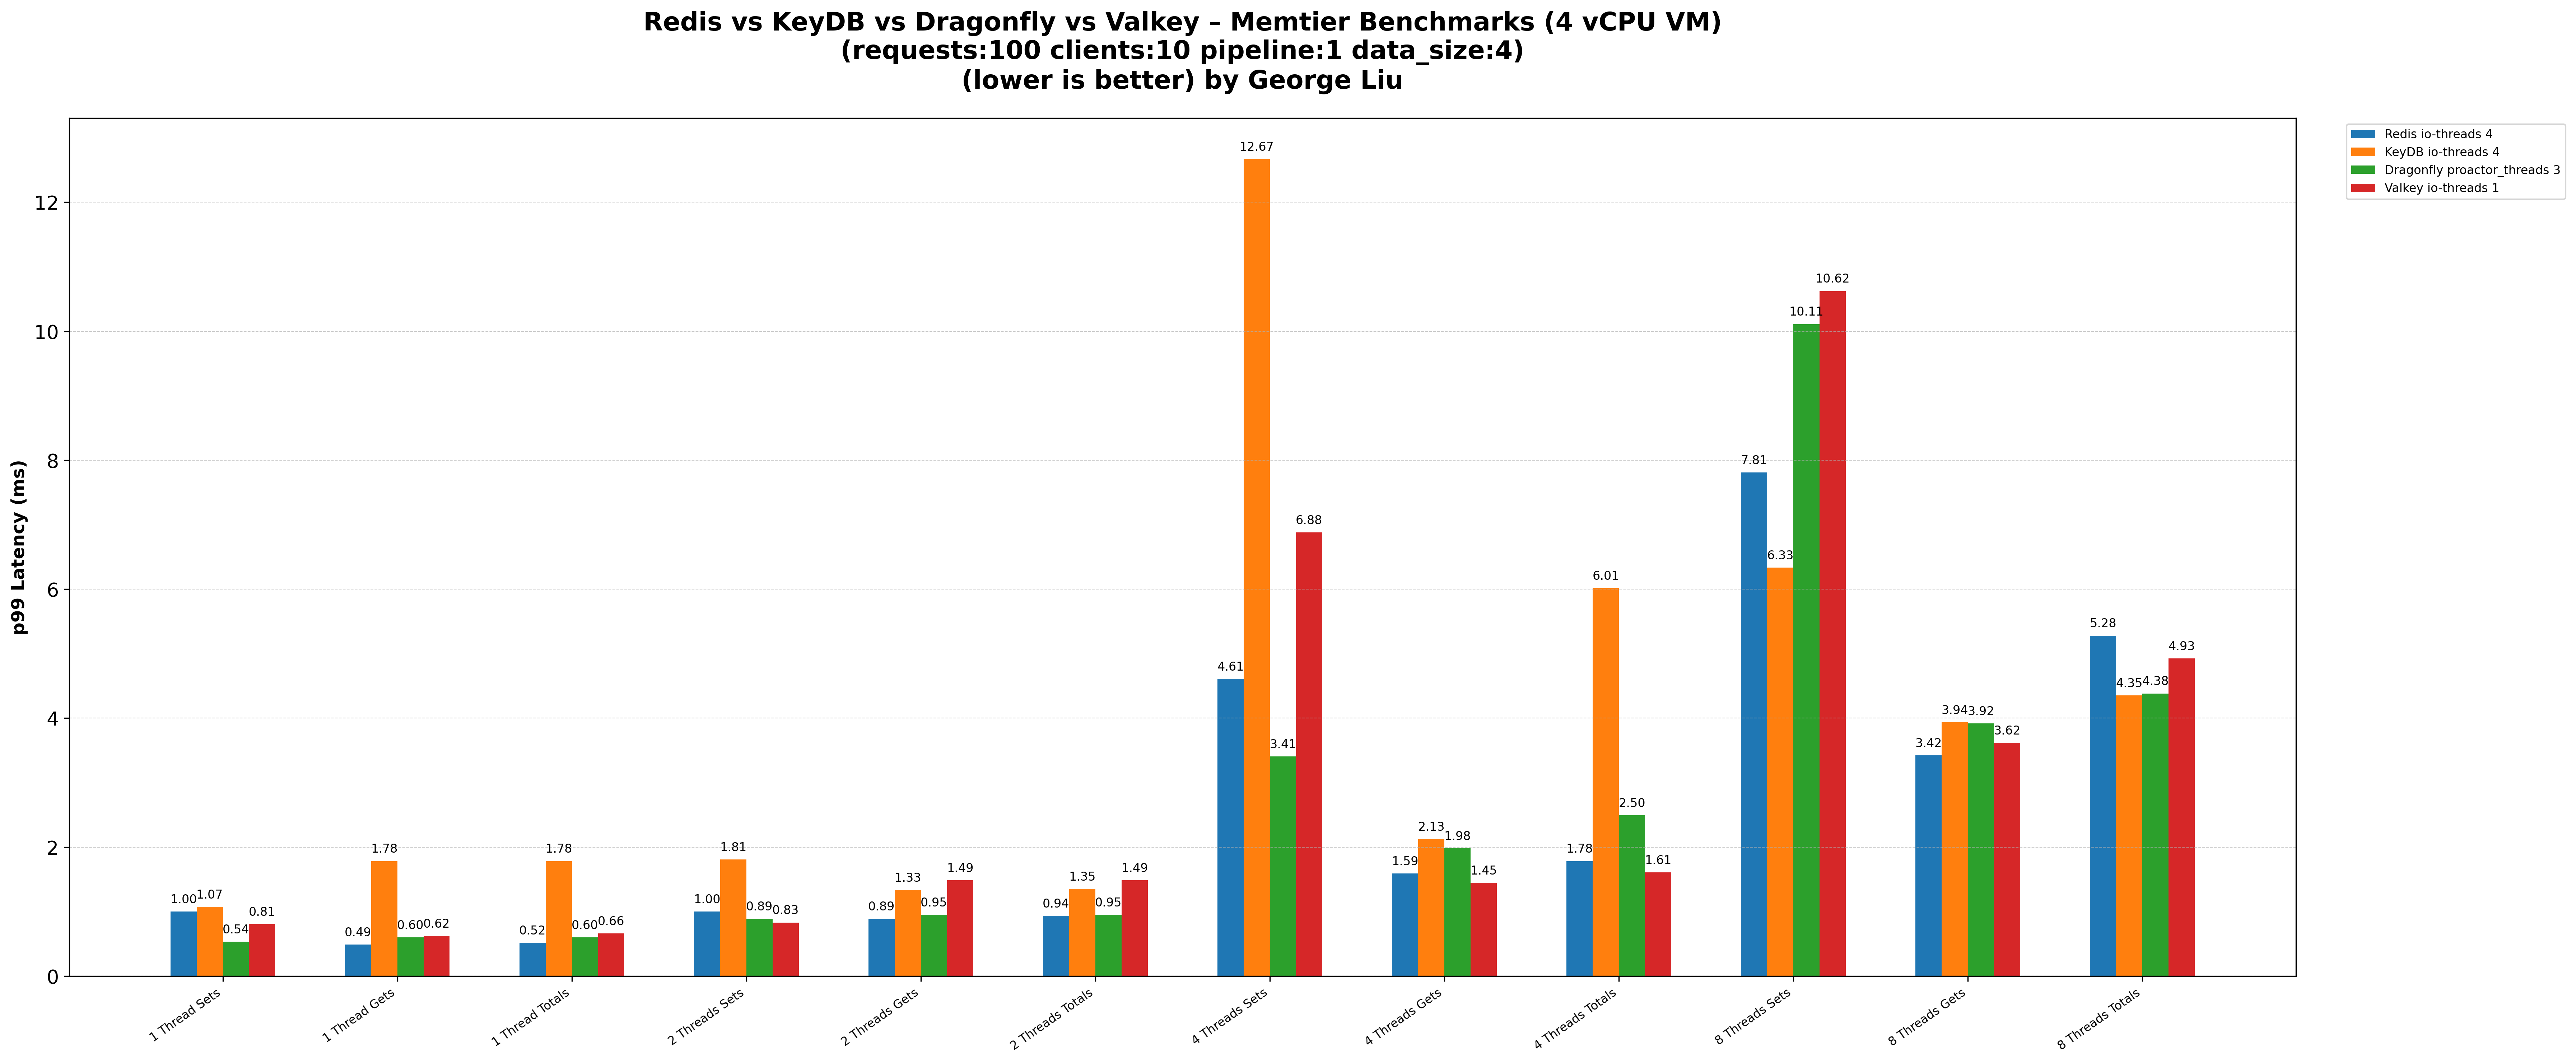 Redis vs KeyDB vs Dragonfly vs Valkey – Memtier Benchmarks (4 vCPU VM)
(requests:100 clients:10 pipeline:1 data_size:4)
(lower is better) by George Liu
Redis io-threads 4
KeyDB io-threads 4
Dragonfly proactor_threads 3
Valkey io-threads 1
p99 Latency (ms)
12
10
8
6
4
2
0
1.00 1.07 0.54 0.81
0.49 1.78 0.60 0.62
0.52 1.78 0.60 0.66
1.00 1.81 0.89 0.83
0.89 1.33 0.95 1.49
0.94 1.35 0.95 1.49
4.61 12.67 3.41 6.88
1.59 2.13 1.98 1.45
1.78 6.01 2.50 1.61
7.81 6.33 10.11 10.62
3.42 3.94 3.92 3.62
5.28 4.35 4.38 4.93
1 Thread Sets
1 Thread Gets
1 Thread Totals
2 Threads Sets
2 Threads Gets
2 Threads Totals
4 Threads Sets
4 Threads Gets
4 Threads Totals
8 Threads Sets
8 Threads Gets
8 Threads Totals